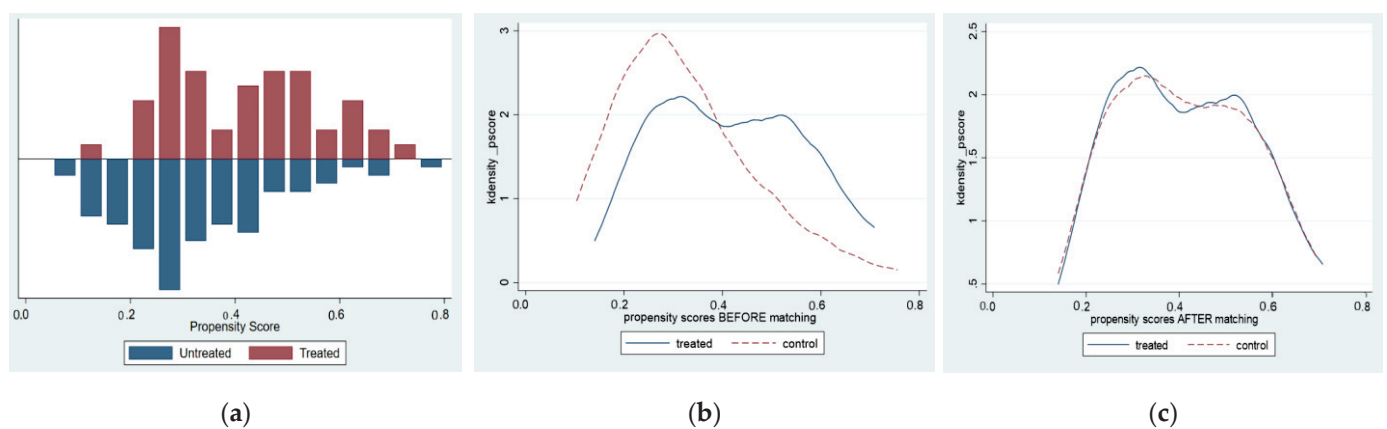 0.0 0.2 0.4 0.6 0.8
Propensity Score
Untreated Treated
(a)
kdensity _pscore
3
2
1
0
0.0 0.2 0.4 0.6 0.8
propensity scores BEFORE matching
treated control
(b)
kdensity _pscore
2.5
2
1.5
1
.5
0.0 0.2 0.4 0.6 0.8
propensity scores AFTER matching
treated control
(c)